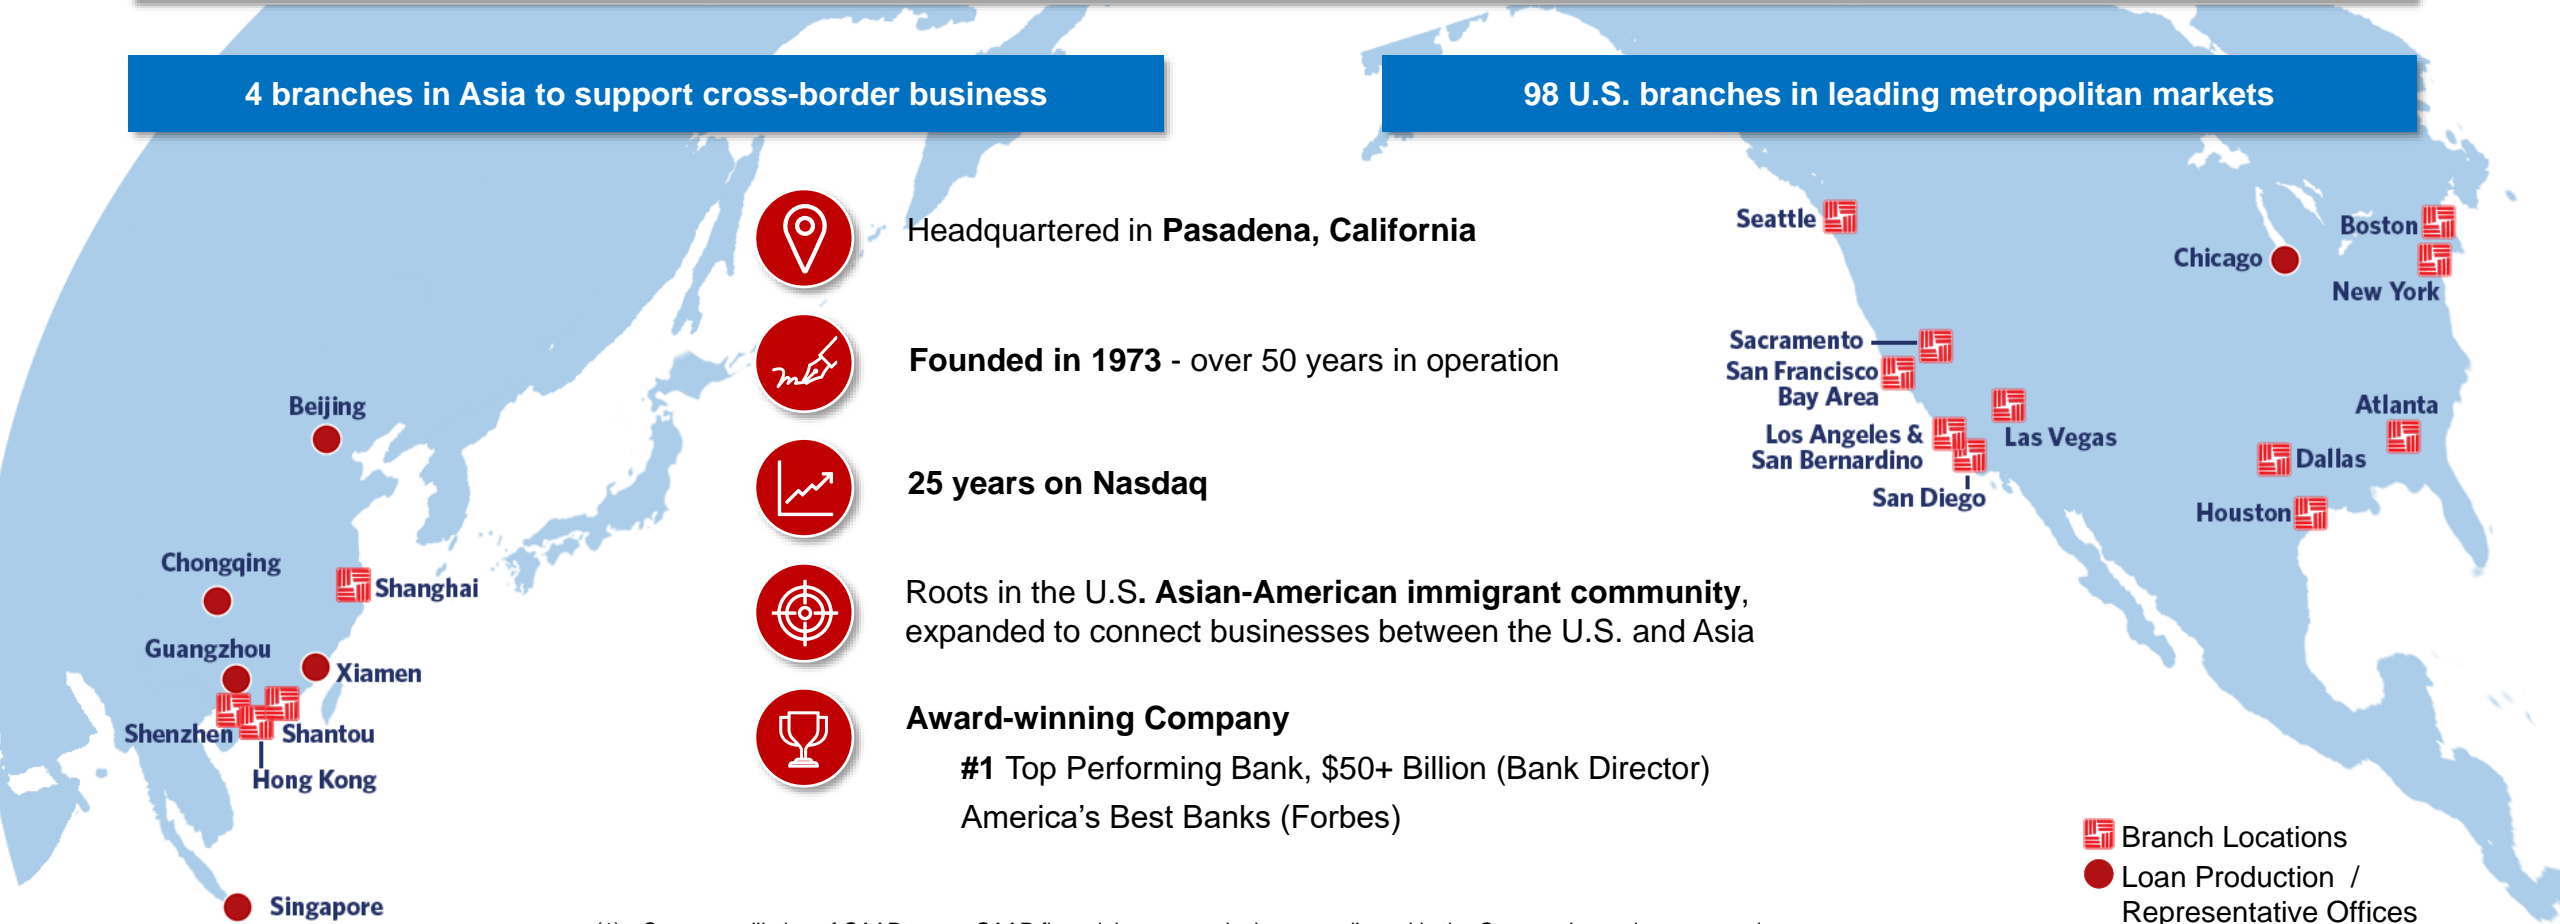 4 branches in Asia to support cross-border business
98 U.S. branches in leading metropolitan markets
Headquartered in Pasadena, California
Founded in 1973 - over 50 years in operation
25 years on Nasdaq
Roots in the U.S. Asian-American immigrant community,
expanded to connect businesses between the U.S. and Asia
Award-winning Company
#1 Top Performing Bank, $50+ Billion (Bank Director)
America’s Best Banks (Forbes)
Beijing
Chongqing
Shanghai
Guangzhou
Xiamen
Shenzhen
Shantou
Hong Kong
Singapore
Seattle
Boston
Chicago
New York
Sacramento
San Francisco
Bay Area
Atlanta
Los Angeles &
San Bernardino
Las Vegas
Dallas
San Diego
Houston
Branch Locations
Loan Production /
Representative Offices